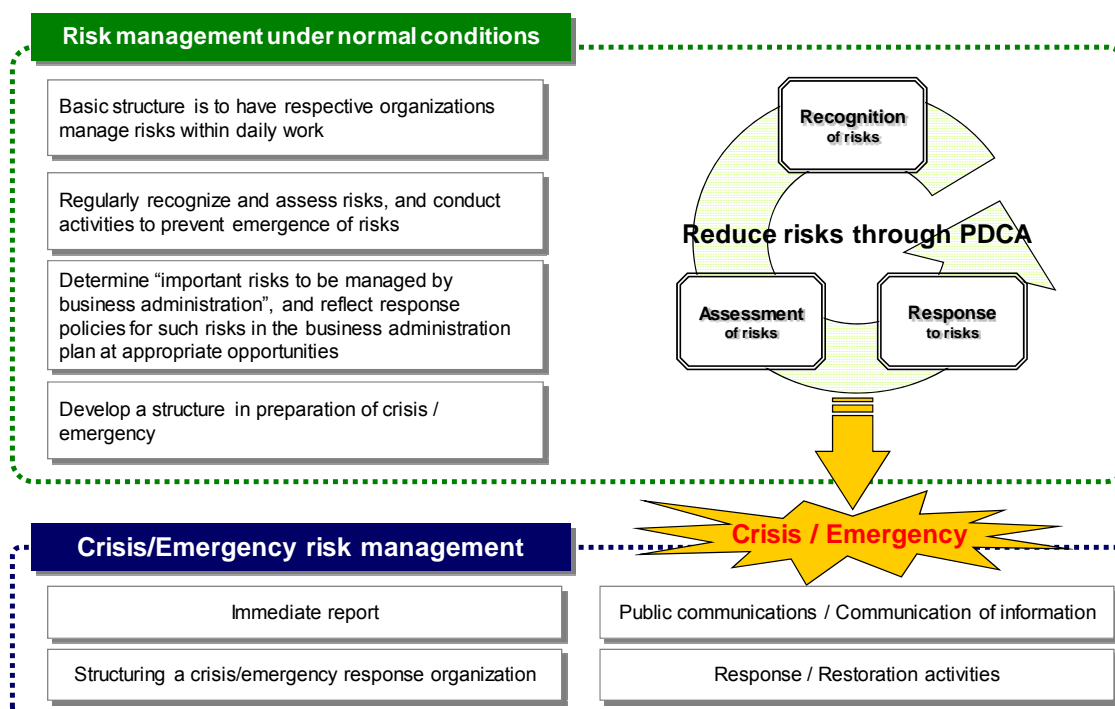 Risk management under normal conditions
Basic structure is to have respective organizations
manage risks within daily work
Regularly recognize and assess risks, and conduct
activities to prevent emergence of risks
Determine “important risks to be managed by
business administration”, and reflect response
policies for such risks in the business administration
plan at appropriate opportunities
Develop a structure in preparation of crisis /
emergency
Recognition
of risks
Reduce risks through PDCA
Assessment
of risks
Response
to risks
Crisis / Emergency
Crisis/Emergency risk management
Immediate report
Public communications / Communication of information
Structuring a crisis/emergency response organization
Response / Restoration activities